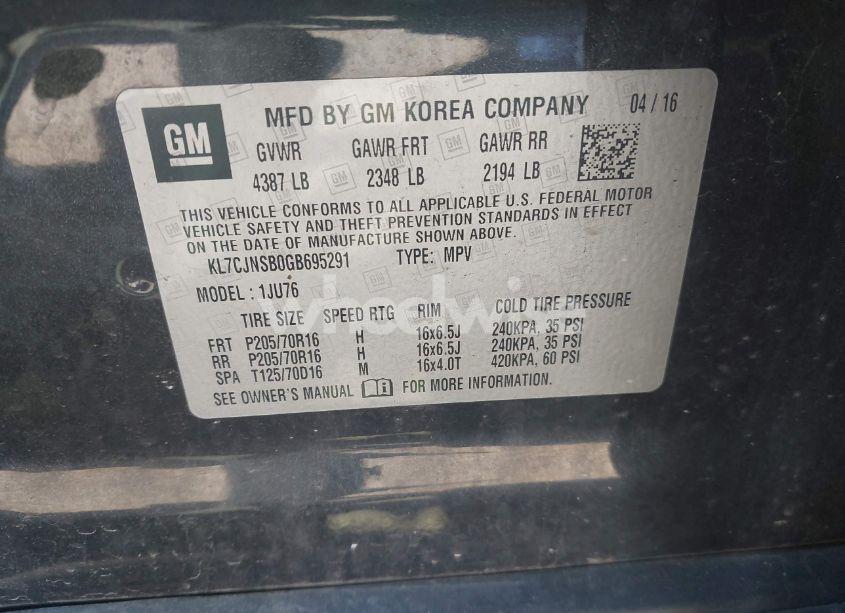 GM
MFD BY GM KOREA COMPANY 04 / 16
GVWR GAWR FRT GAWR RR
4387 LB 2348 LB 2194 LB
THIS VEHICLE CONFORMS TO ALL APPLICABLE U.S. FEDERAL MOTOR
VEHICLE SAFETY AND THEFT PREVENTION STANDARDS IN EFFECT
ON THE DATE OF MANUFACTURE SHOWN ABOVE.
KL7CJNSB0GB695291 TYPE: MPV
MODEL : 1JU76
TIRE SIZE SPEED RTG RIM COLD TIRE PRESSURE
FRT P205/70R16 H 16x6.5J 240KPA, 35 PSI
RR P205/70R16 H 16x6.5J 240KPA, 35 PSI
SPA T125/70D16 M 16x4.0T 420KPA, 60 PSI
SEE OWNER'S MANUAL FOR MORE INFORMATION.